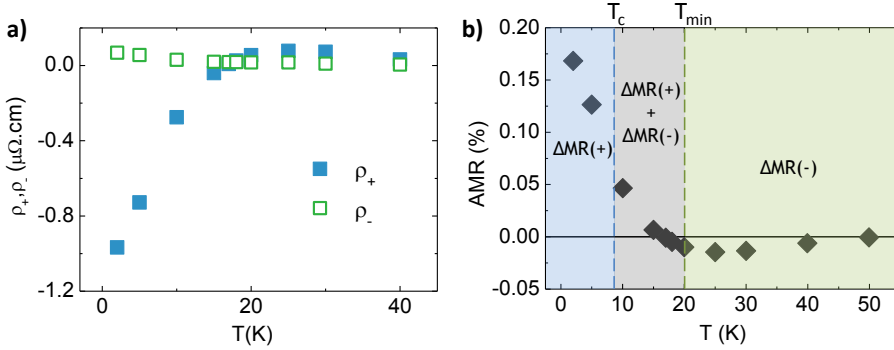 a)
0.0
-0.4
-0.8
-1.2
ρ+,ρ- (μΩ.cm)
ρ+
ρ-
0
20
40
T(K)
b)
Tc
Tmin
0.20
0.15
0.10
0.05
0.00
-0.05
AMR (%)
ΔMR(+)
ΔMR(+)
+
ΔMR(-)
ΔMR(-)
0
10
20
30
40
50
T (K)